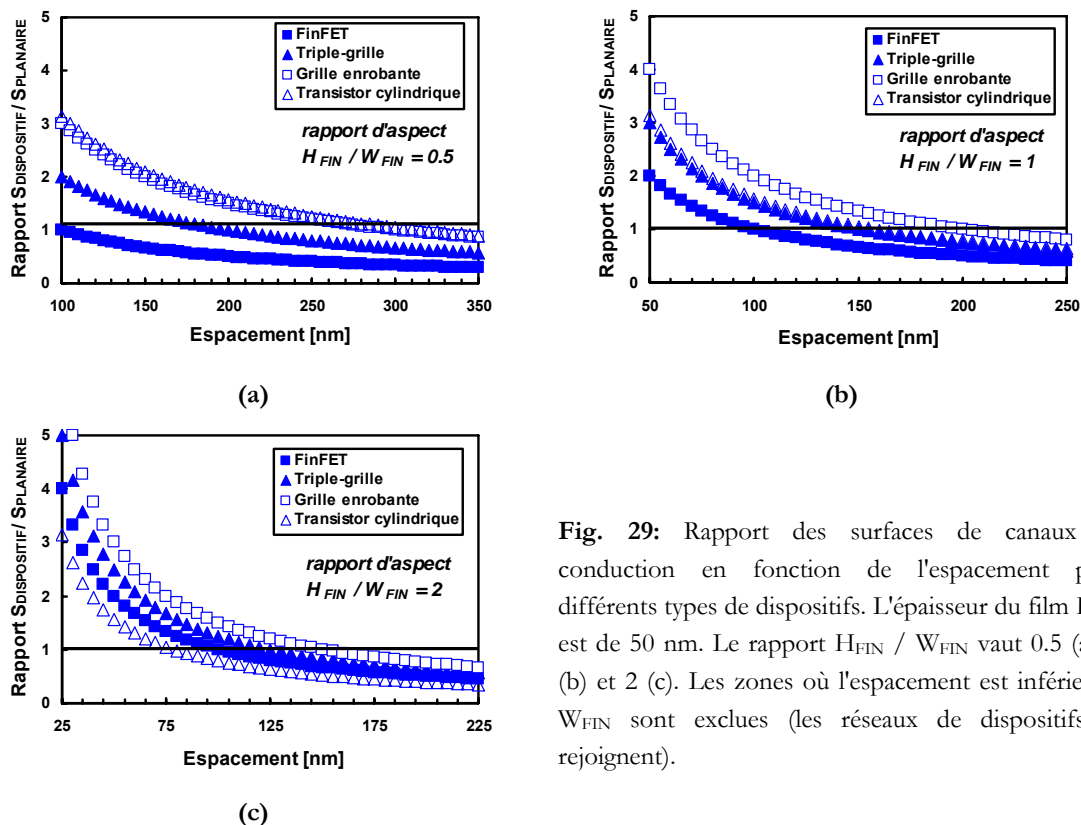 Rapport SDISPOSITIF/ SPLANAIRE
5
4
3
2
1
0
FinFET
Triple-grille
Grille enrobante
Transistor cylindrique
rapport d'aspect
H FIN / W FIN = 0.5
100 150 200 250 300 350
Espacement [nm]
(a)
Rapport SDISPOSITIF/ SPLANAIRE
5
4
3
2
1
0
FinFET
Triple-grille
Grille enrobante
Transistor cylindrique
rapport d'aspect
H FIN / W FIN = 1
50 100 150 200 250
Espacement [nm]
(b)
Rapport SDISPOSITIF/ SPLANAIRE
5
4
3
2
1
0
FinFET
Triple-grille
Grille enrobante
Transistor cylindrique
rapport d'aspect
H FIN / W FIN = 2
25 75 125 175 225
Espacement [nm]
(c)
Fig. 29: Rapport des surfaces de canaux
conduction en fonction de l'espacement p
différents types de dispositifs. L'épaisseur du film
est de 50 nm. Le rapport HFIN / WFIN vaut 0.5 (a
(b) et 2 (c). Les zones où l'espacement est inférie
WFIN sont exclues (les réseaux de dispositifs
rejoignent).